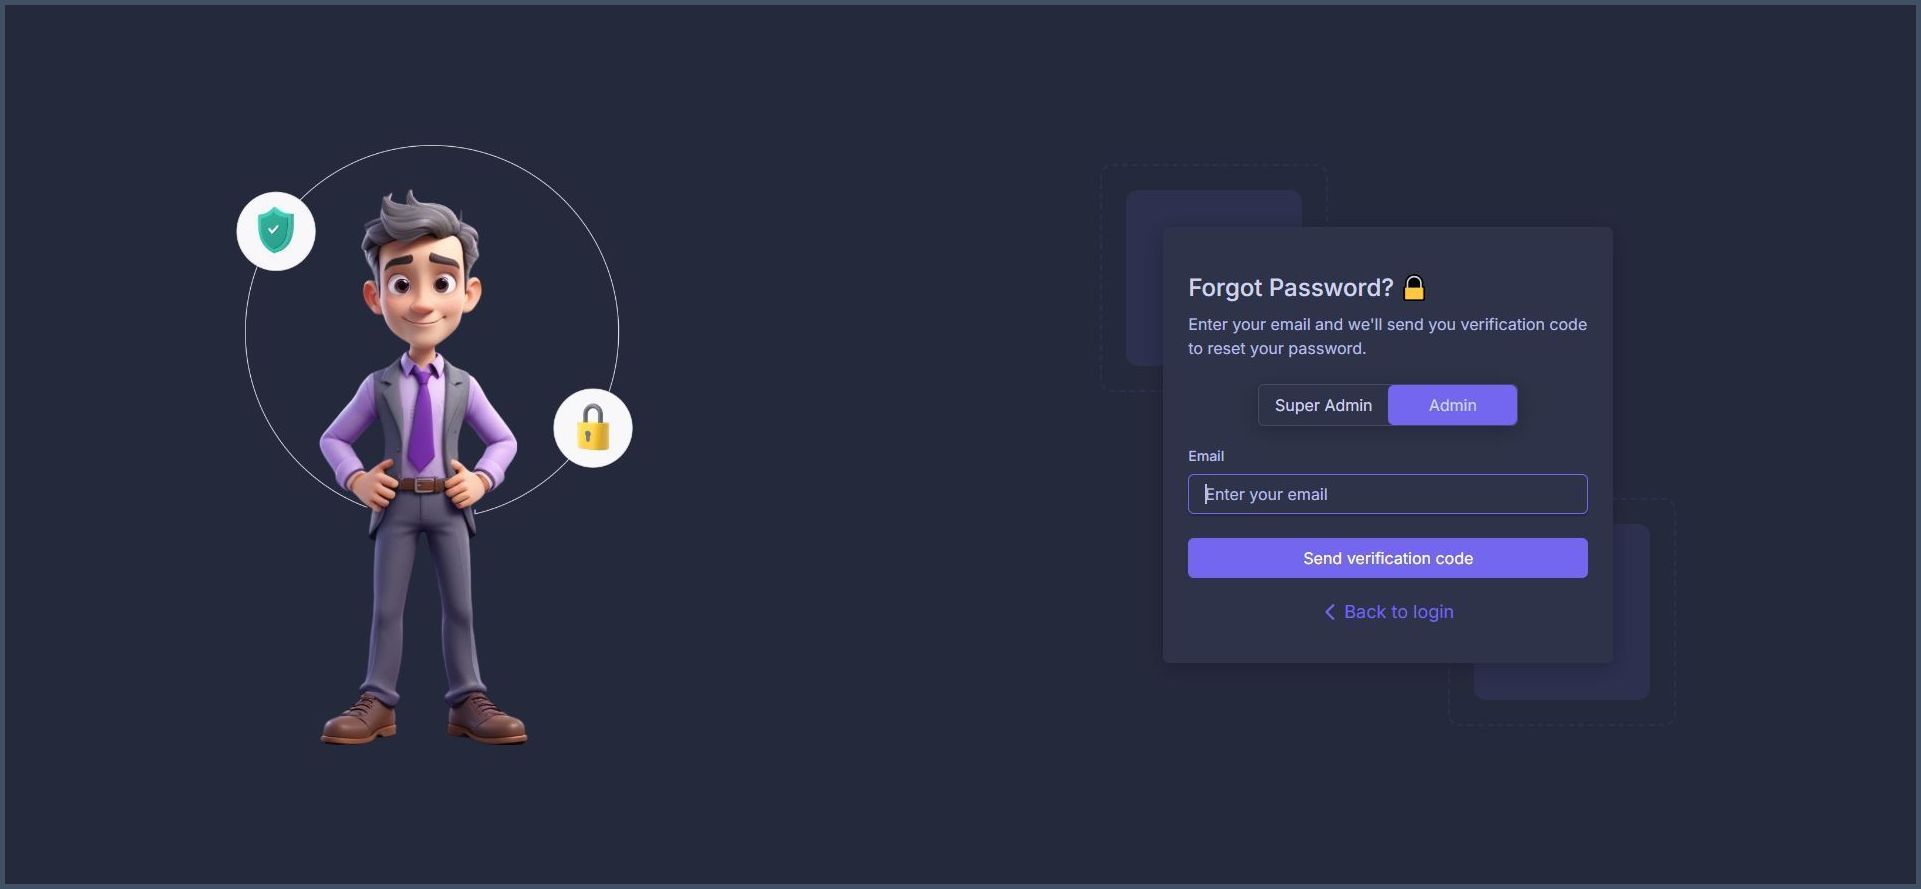 Forgot Password? 🔒
Enter your email and we'll send you verification code
to reset your password.
Super Admin
Admin
Email
Enter your email
Send verification code
Back to login